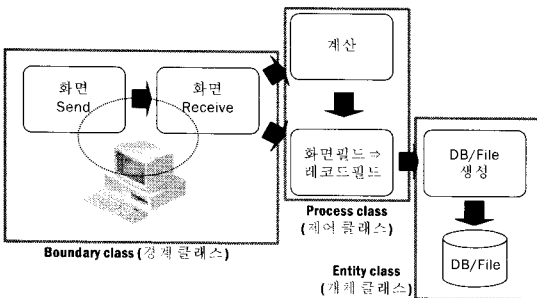 화면
Send
화면
Receive
계산
화면필드 ⇒
레코드필드
DB/File
생성
DB/File
Boundary class (경계 클래스)
Process class
(제어 클래스)
Entity class
(개체 클래스)